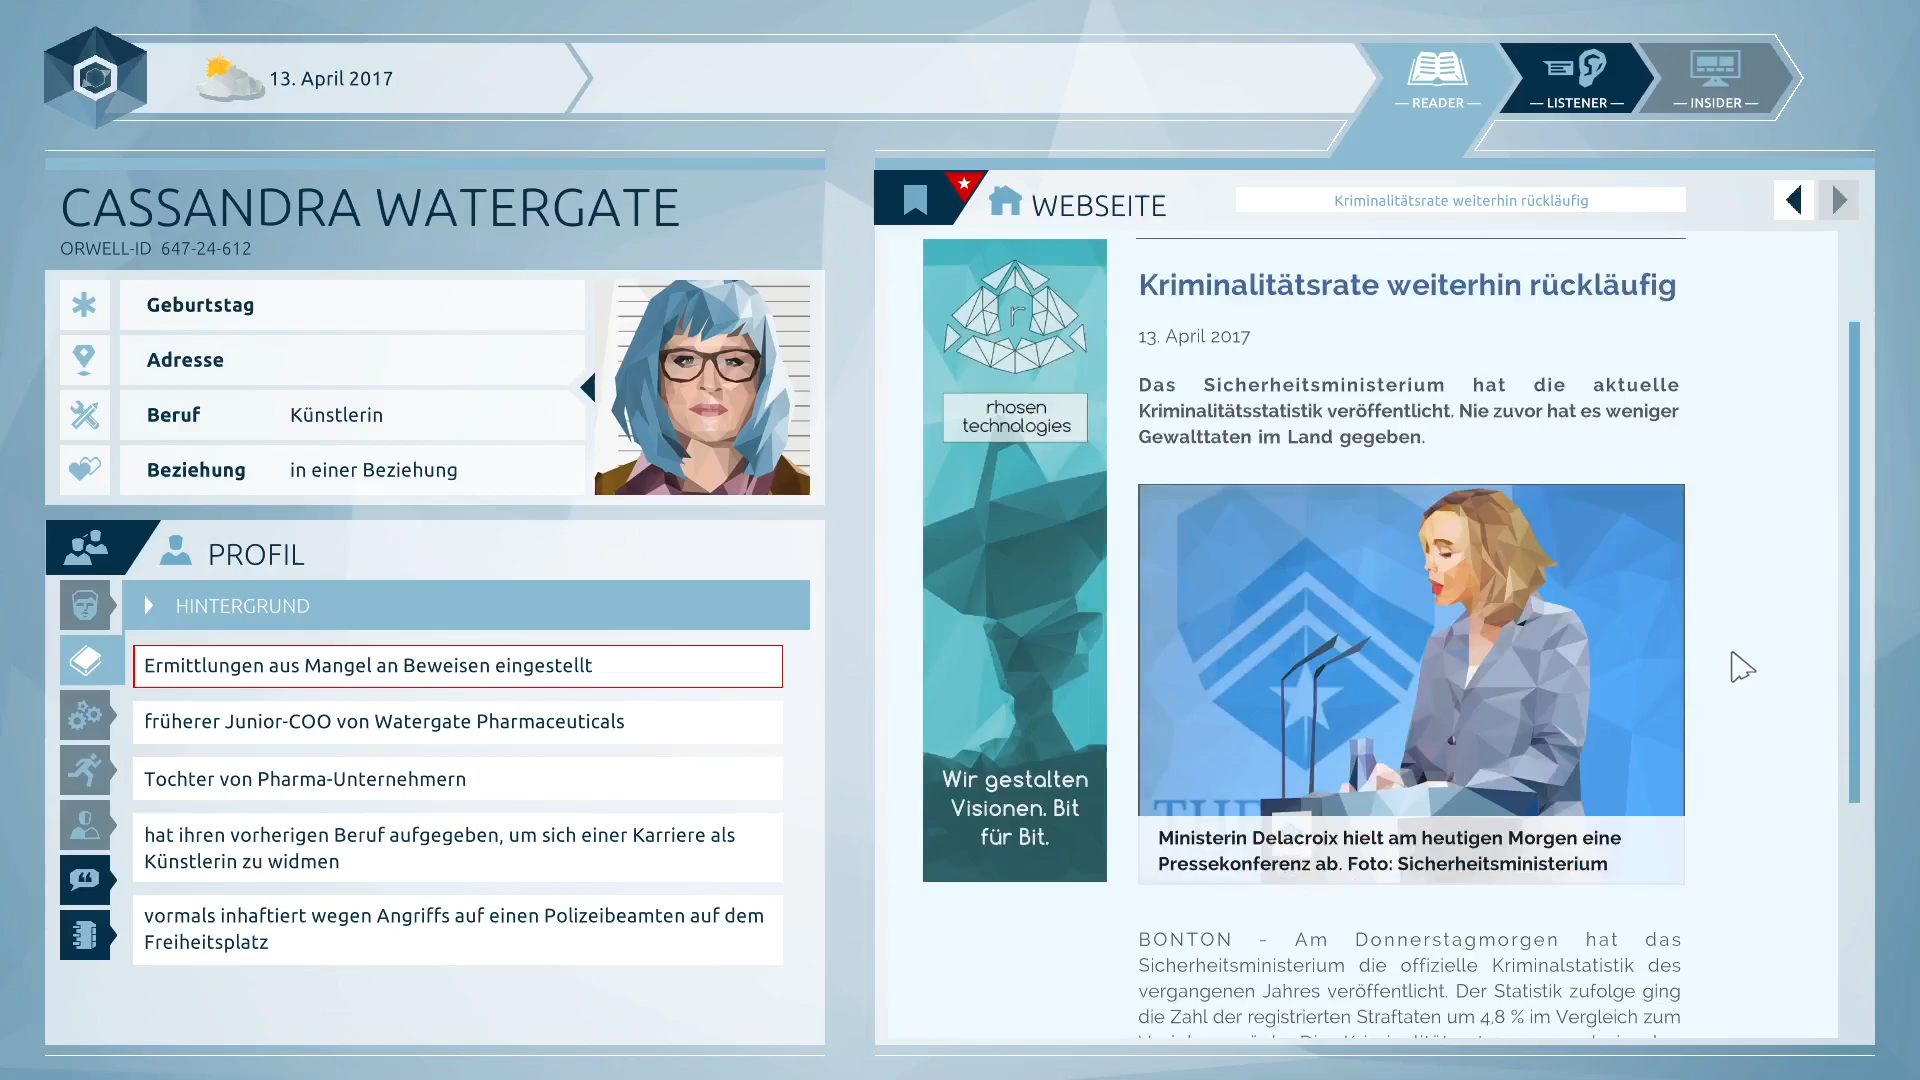 13. April 2017
— READER —
— LISTENER —
— INSIDER —
CASSANDRA WATERGATE
ORWELL-ID 647-24-612
Geburtstag
Adresse
Beruf Künstlerin
Beziehung in einer Beziehung
PROFIL
HINTERGRUND
Ermittlungen aus Mangel an Beweisen eingestellt
früherer Junior-COO von Watergate Pharmaceuticals
Tochter von Pharma-Unternehmern
hat ihren vorherigen Beruf aufgegeben, um sich einer Karriere als
Künstlerin zu widmen
vormals inhaftiert wegen Angriffs auf einen Polizeibeamten auf dem
Freiheitsplatz
WEBSEITE
Kriminalitätsrate weiterhin rückläufig
r
rhosen
technologies
Wir gestalten
Visionen. Bit
für Bit.
Kriminalitätsrate weiterhin rückläufig
13. April 2017
Das Sicherheitsministerium hat die aktuelle
Kriminalitätsstatistik veröffentlicht. Nie zuvor hat es weniger
Gewalttaten im Land gegeben.
THE
Ministerin Delacroix hielt am heutigen Morgen eine
Pressekonferenz ab. Foto: Sicherheitsministerium
BONTON - Am Donnerstagmorgen hat das
Sicherheitsministerium die offizielle Kriminalstatistik des
vergangenen Jahres veröffentlicht. Der Statistik zufolge ging
die Zahl der registrierten Straftaten um 4,8 % im Vergleich zum